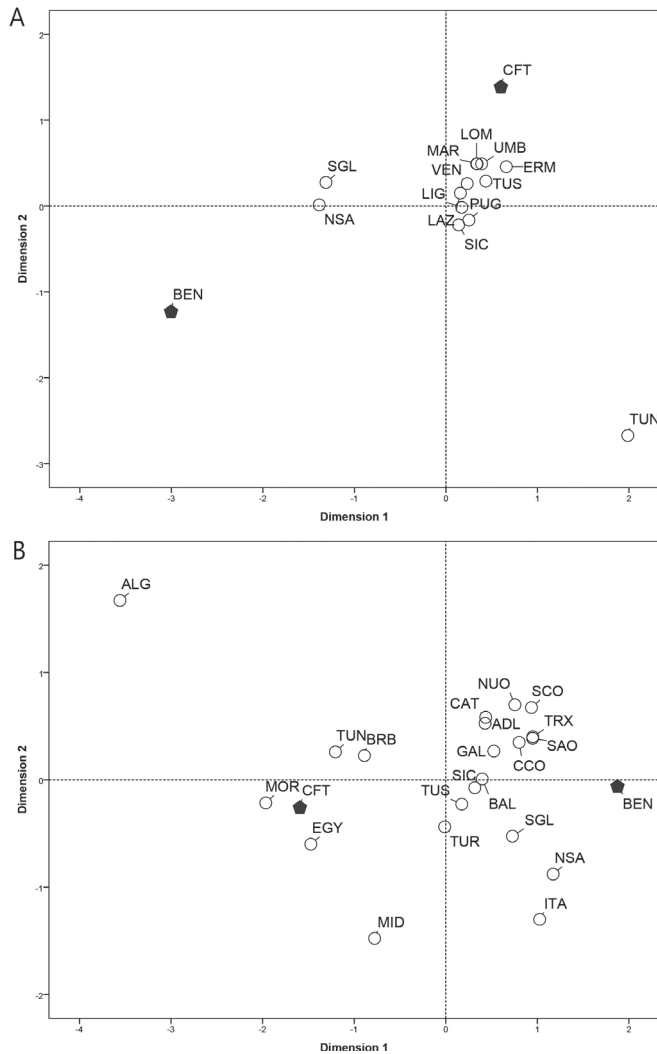 A
2
1
0
-1
-2
-3
Dimension 2
CFT
LOM
MAR
UMB
VEN
ERM
TUS
SGL
LIG
NSA
PUG
LAZ
SIC
BEN
TUN
-4
-3
-2
-1
0
1
2
Dimension 1
B
2
1
0
-1
-2
Dimension 2
ALG
NUO
SCO
CAT
ADL
TRX
TUN
BRB
SAO
GAL
CCO
SIC
MOR
CFT
TUS
BAL
BEN
EGY
TUR
SGL
NSA
ITA
MID
-4
-3
-2
-1
0
1
2
Dimension 1